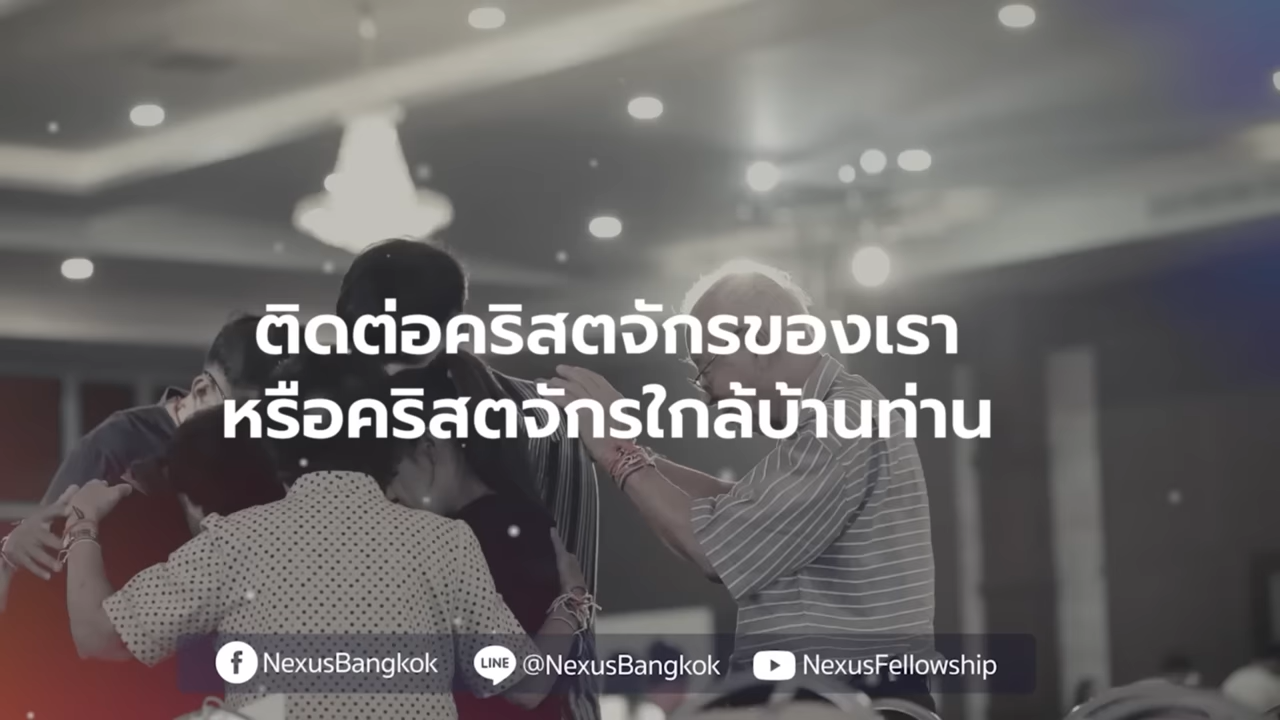 ติดต่อคริสตจักรของเรา
หรือคริสตจักรใกล้บ้านท่าน
NexusBangkok LINE @NexusBangkok NexusFellowship